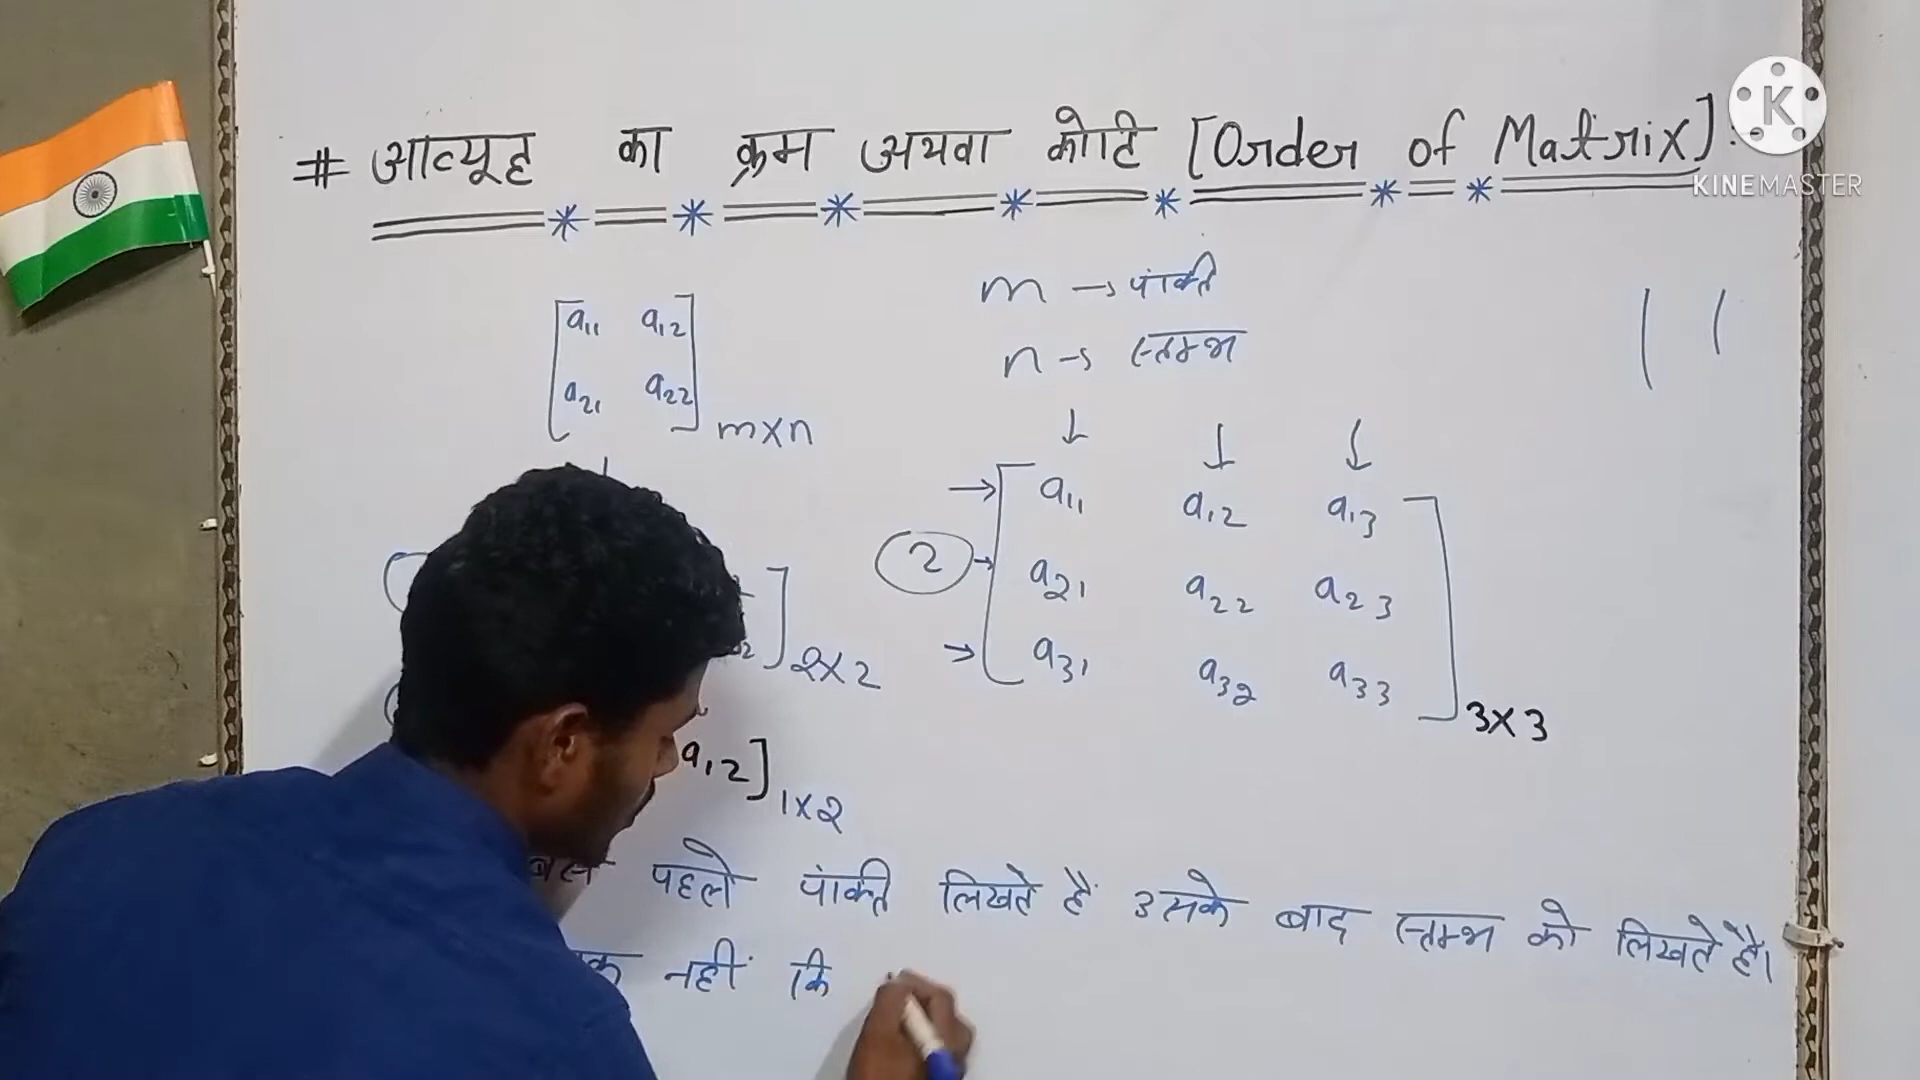 # आव्यूह का क्रम अथवा कोटि [Order of Matrix]:
KINEMASTER
m → पंक्ति
n → स्तम्भ
a11 a12
a21 a22
m×n
a11 a12 a13
2 → a21 a22 a23
a31 a32 a33
3×3
2×2
a12] 1×2
पहले पंक्ति लिखते हैं उसके बाद स्तम्भ को लिखते हैं।
नहीं कि